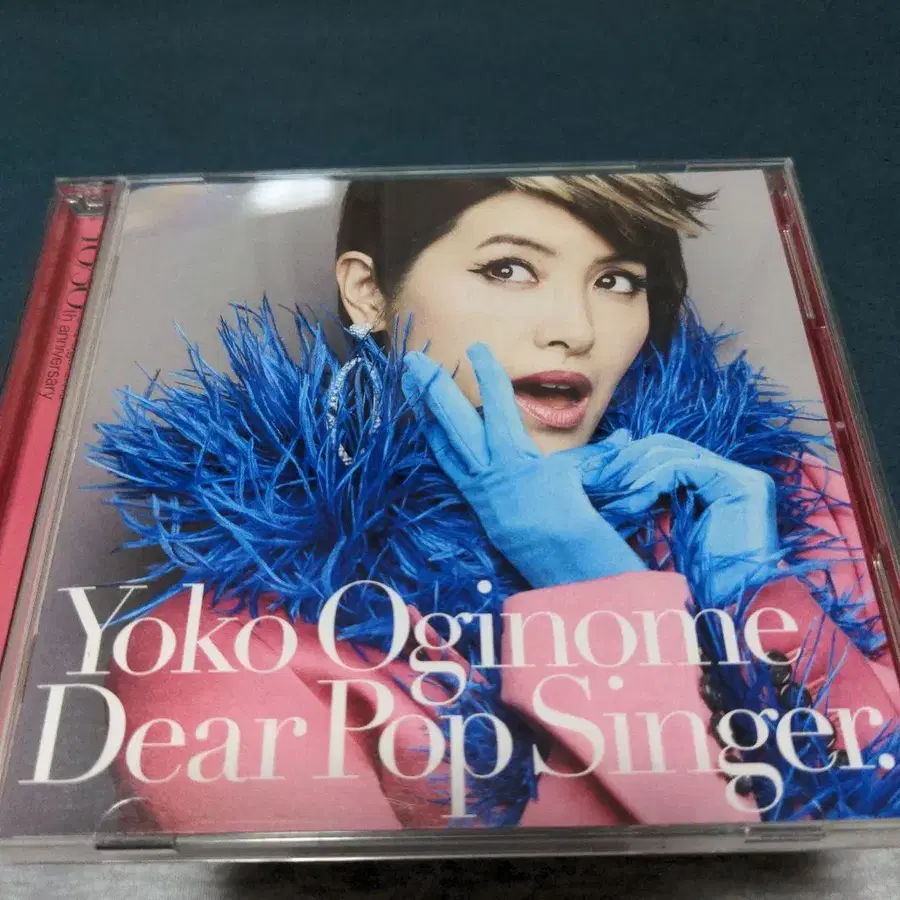 Yoko Oginome
Dear Pop Singer.
th anniversary